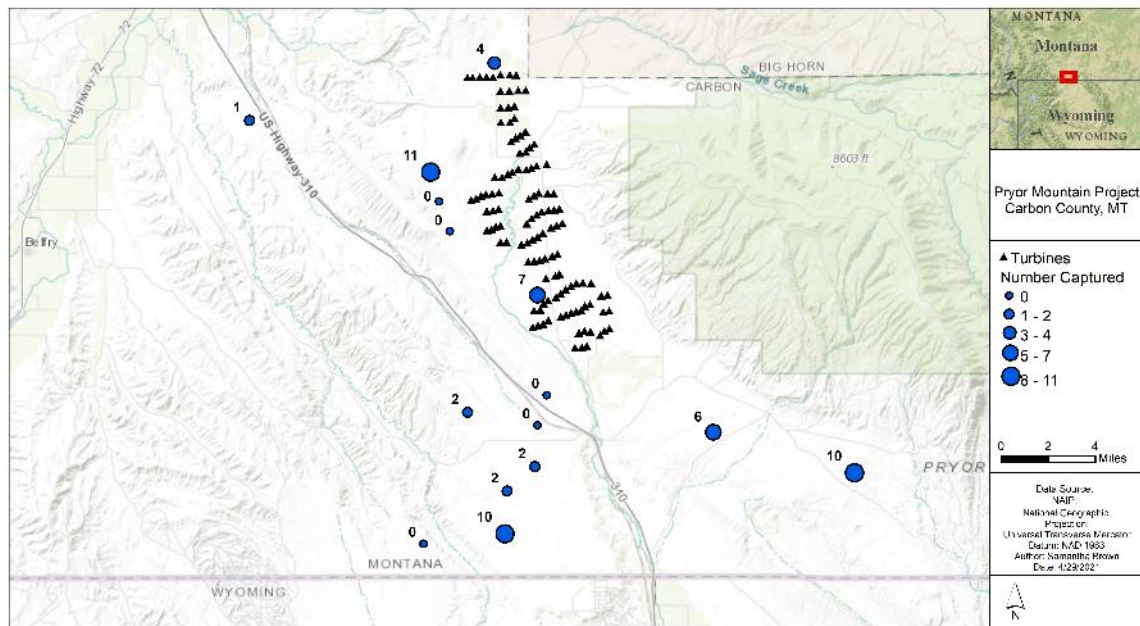 4
BIG HORN
CARBON
Sage Creek
72
Highway 72
1
US Highway 310
8603 ft
11
0
0
Belfry
7
0
2
0
6
2
10
2
10
310
PRYOR
0
MONTANA
WYOMING
MONTANA
Montana
Wyoming
WYOMING
Pryor Mountain Project
Carbon County, MT
Turbines
Number Captured
0
1 - 2
3 - 4
5 - 7
8 - 11
0 2 4
Miles
Data Source:
NAIP
National Geographic
Projection:
Universal Transverse Mercator
Datum: NAD 1983
Author: Samantha Brown
Date: 4/29/2021
N